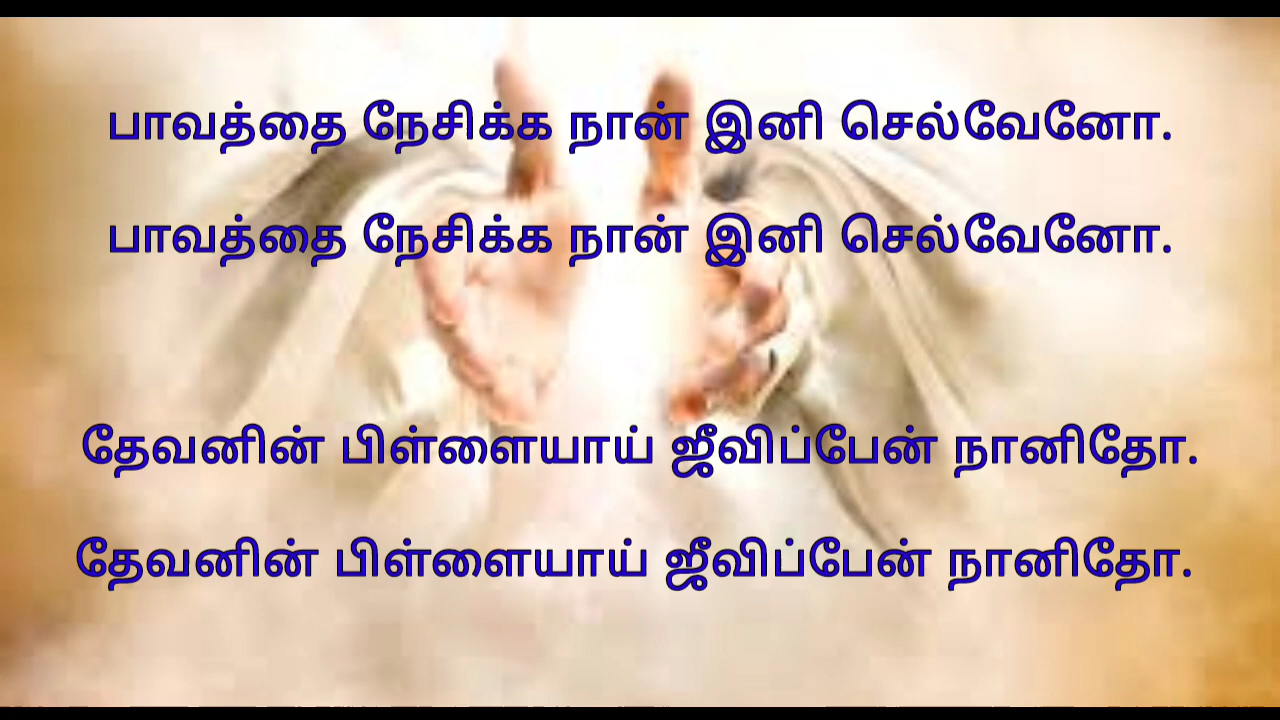 பாவத்தை நேசிக்க நான் இனி செல்வேனோ.
பாவத்தை நேசிக்க நான் இனி செல்வேனோ.
தேவனின் பிள்ளையாய் ஜீவிப்பேன் நானிதோ.
தேவனின் பிள்ளையாய் ஜீவிப்பேன் நானிதோ.